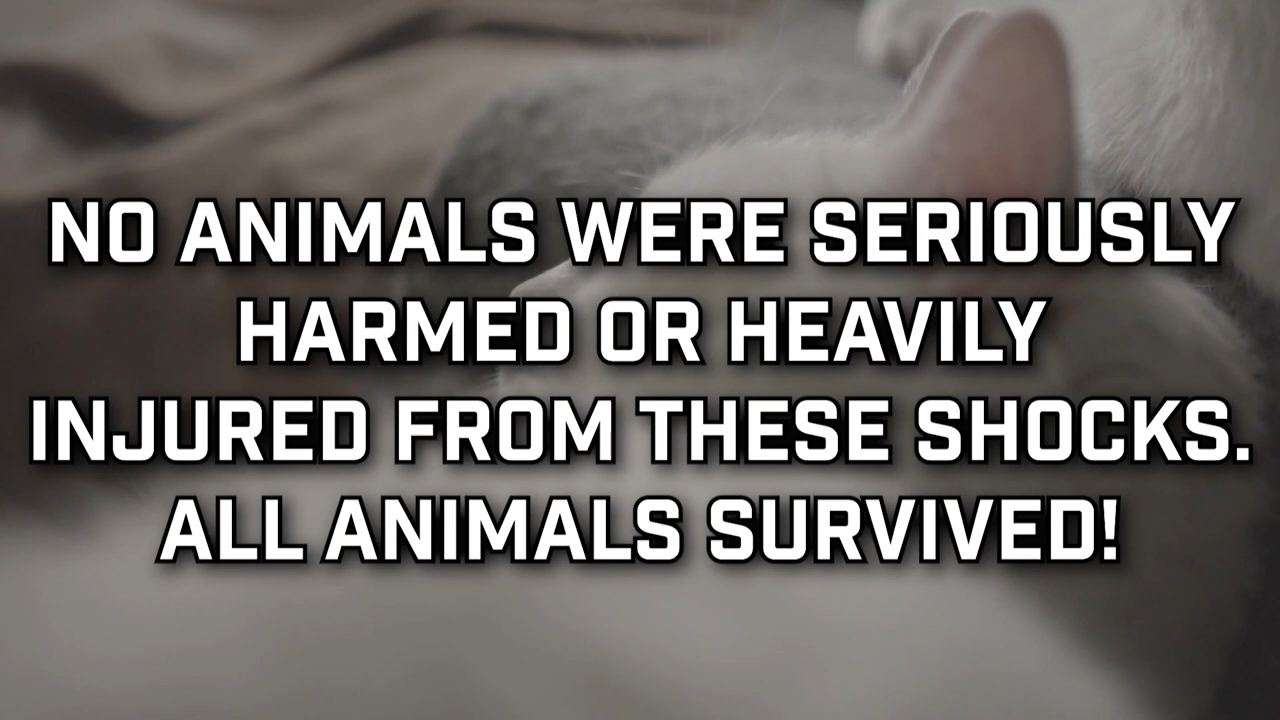 NO ANIMALS WERE SERIOUSLY
HARMED OR HEAVILY
INJURED FROM THESE SHOCKS.
ALL ANIMALS SURVIVED!